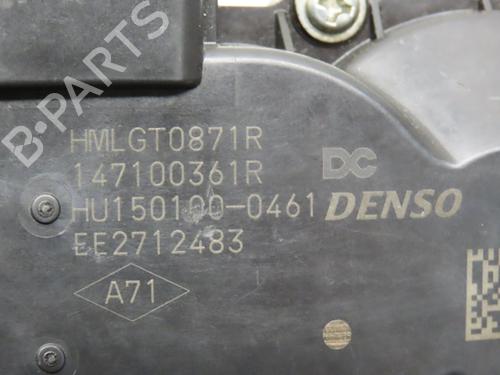 B-PARTS
HMLGT0871R
147100361R
HU150100-0461
EE2712483
DC
DENSO
A71